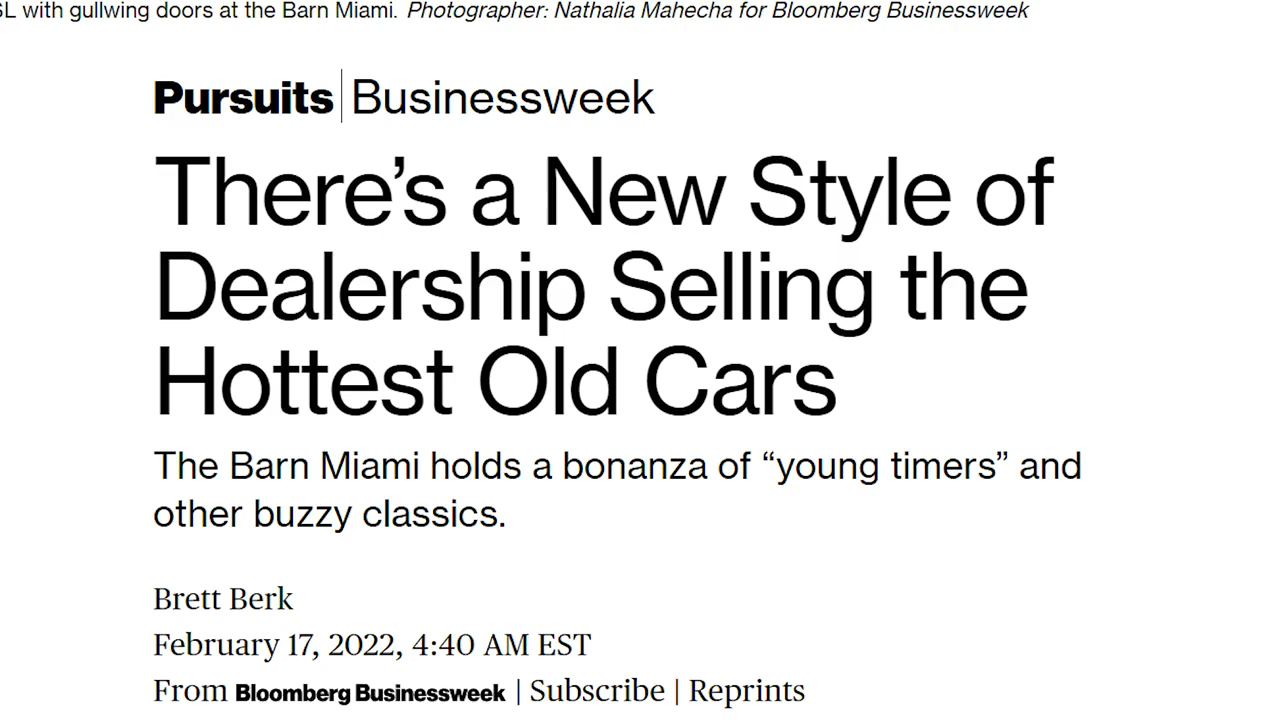 SL with gullwing doors at the Barn Miami. Photographer: Nathalia Mahecha for Bloomberg Businessweek
Pursuits | Businessweek
There’s a New Style of
Dealership Selling the
Hottest Old Cars
The Barn Miami holds a bonanza of “young timers” and
other buzzy classics.
Brett Berk
February 17, 2022, 4:40 AM EST
From Bloomberg Businessweek | Subscribe | Reprints